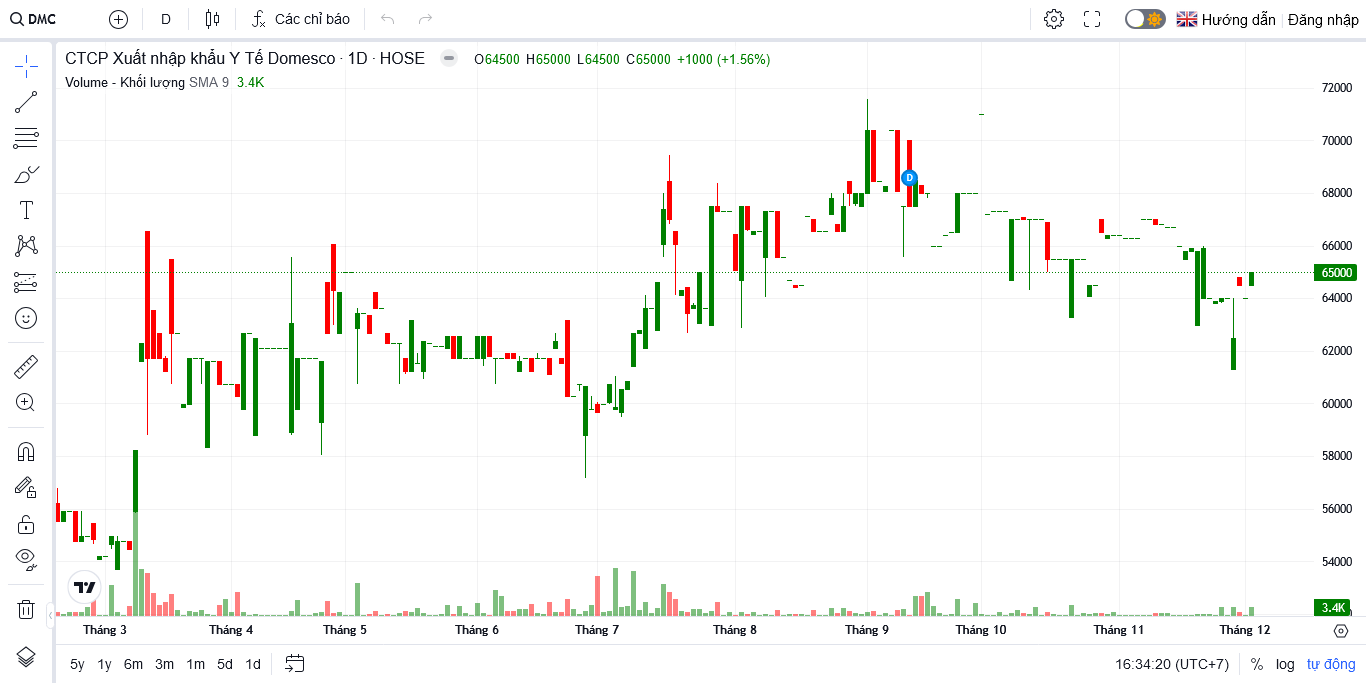 DMC D Các chỉ báo Hướng dẫn Đăng nhập
CTCP Xuất nhập khẩu Y Tế Domesco · 1D · HOSE O64500 H65000 L64500 C65000 +1000 (+1.56%)
Volume - Khối lượng SMA 9 3.4K
72000
70000
68000
D
66000
65000
64000
62000
60000
58000
56000
54000
3.4K
Tháng 3 Tháng 4 Tháng 5 Tháng 6 Tháng 7 Tháng 8 Tháng 9 Tháng 10 Tháng 11 Tháng 12
5y 1y 6m 3m 1m 5d 1d 16:34:20 (UTC+7) % log tự động